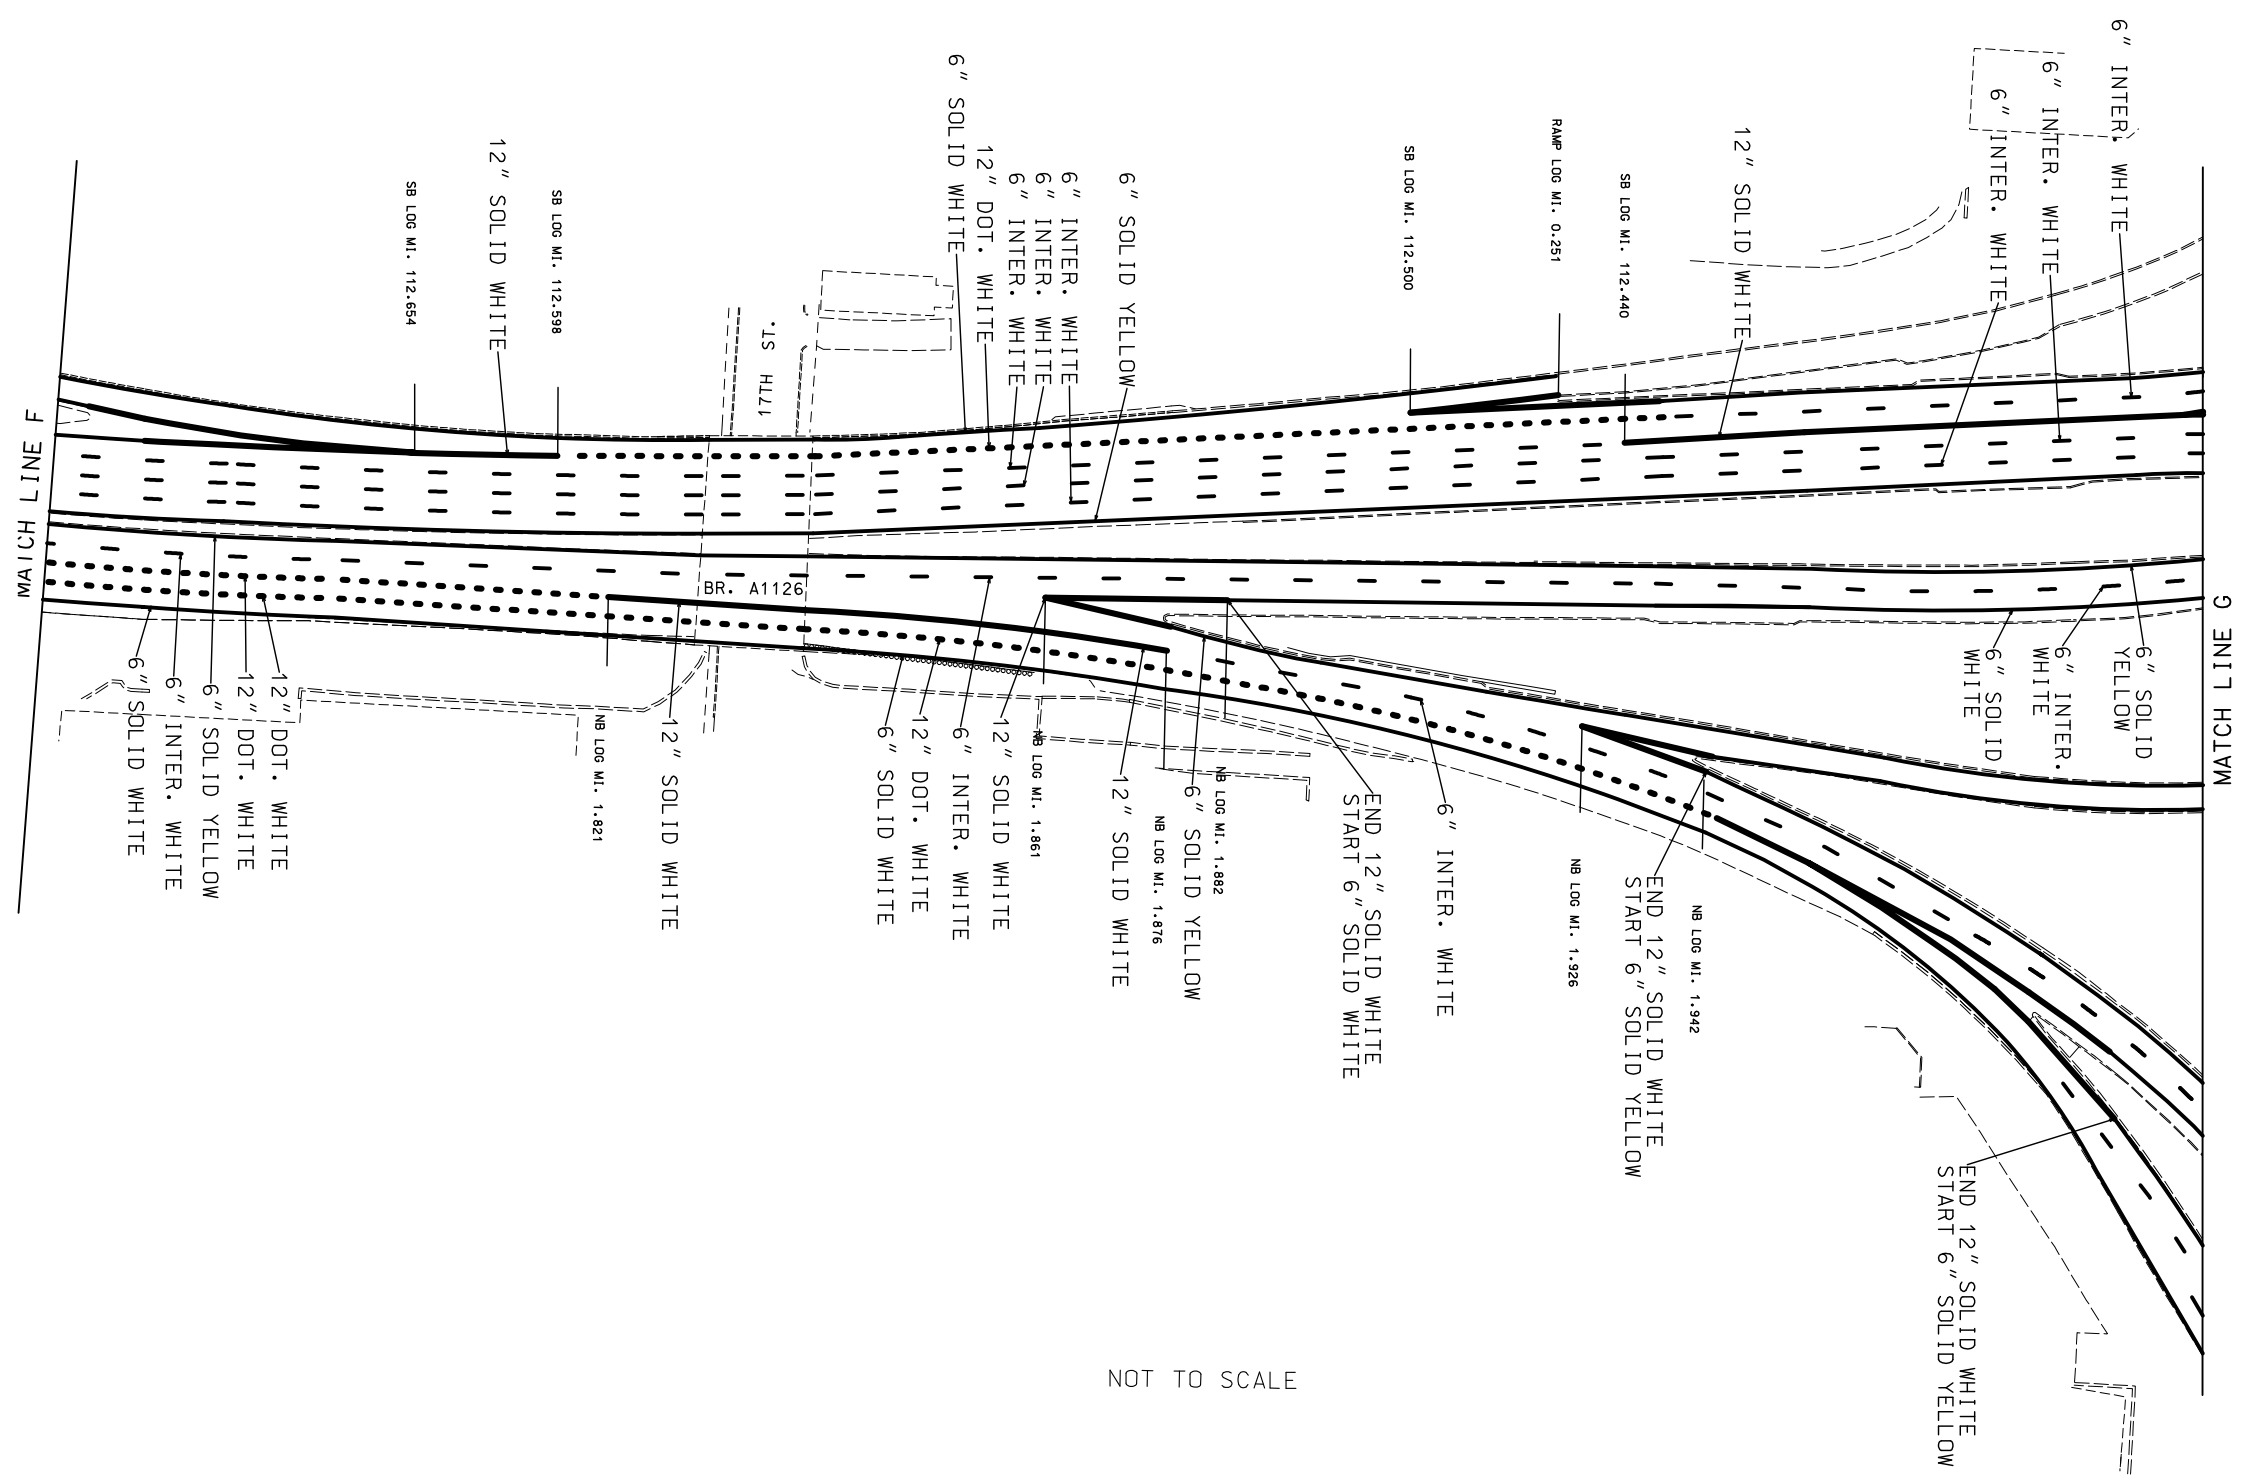 MATCH LINE F
SB LOG MI. 112.654
12" SOLID WHITE
SB LOG MI. 112.598
17TH ST.
6" SOLID WHITE
12" DOT. WHITE
6" INTER. WHITE
6" INTER. WHITE
6" INTER. WHITE
6" SOLID YELLOW
SB LOG MI. 112.500
RAMP LOG MI. 0.251
SB LOG MI. 112.440
12" SOLID WHITE
6" INTER. WHITE
6" INTER. WHITE
6" INTER. WHITE
BR. A1126
6" SOLID WHITE
6" INTER. WHITE
6" SOLID YELLOW
12" DOT. WHITE
12" DOT. WHITE
NB LOG MI. 1.821
12" SOLID WHITE
6" SOLID WHITE
12" DOT. WHITE
6" INTER. WHITE
12" SOLID WHITE
NB LOG MI. 1.861
12" SOLID WHITE
NB LOG MI. 1.876
6" SOLID YELLOW
NB LOG MI. 1.882
END 12" SOLID WHITE
START 6" SOLID WHITE
6" INTER. WHITE
NB LOG MI. 1.926
END 12" SOLID WHITE
START 6" SOLID YELLOW
NB LOG MI. 1.942
6" SOLID
WHITE
6" INTER.
WHITE
6" SOLID
YELLOW
END 12" SOLID WHITE
START 6" SOLID YELLOW
MATCH LINE G
NOT TO SCALE